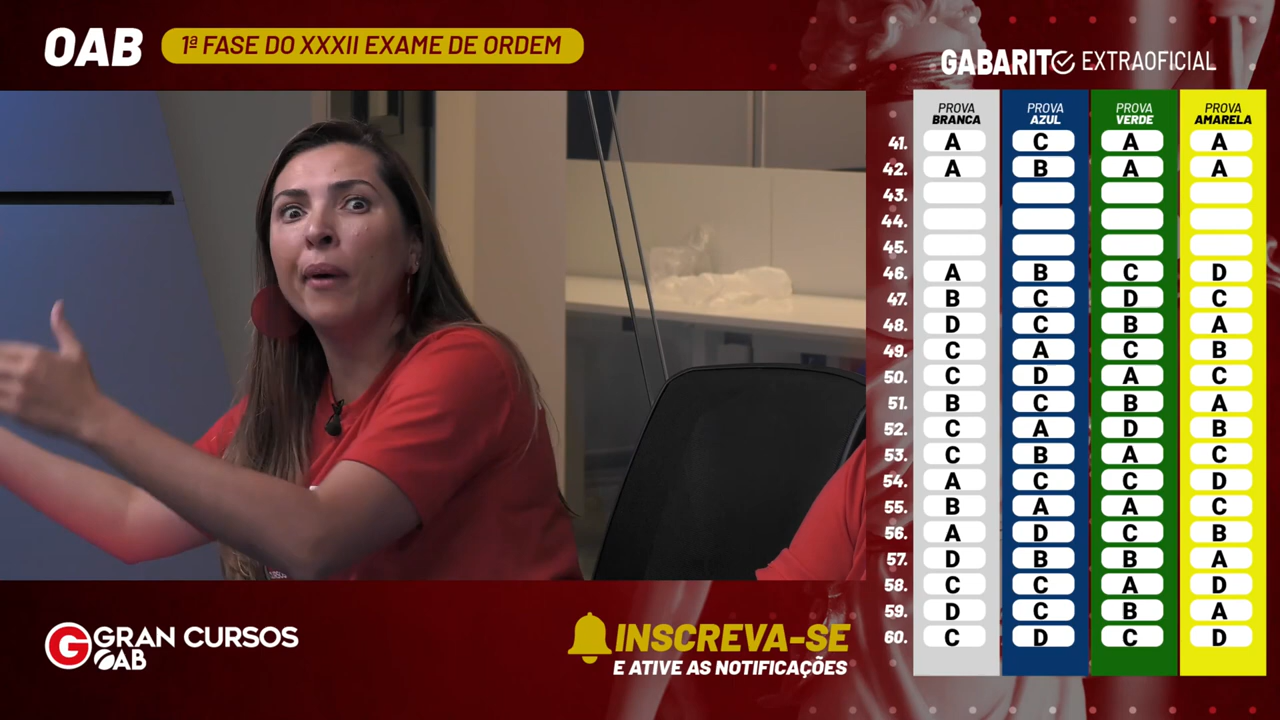 OAB
1ª FASE DO XXXII EXAME DE ORDEM
GABARITO EXTRAOFICIAL
PROVA BRANCA PROVA AZUL PROVA VERDE PROVA AMARELA
41. A C A A
42. A B A A
43.
44.
45.
46. A B C D
47. B C D C
48. D C B A
49. C A C B
50. C D A C
51. B C B A
52. C A D B
53. C B A C
54. A C C D
55. B A A C
56. A D C B
57. D B B A
58. C C A D
59. D C B A
60. C D C D
G GRAN CURSOS
OAB
INSCREVA-SE
E ATIVE AS NOTIFICAÇÕES